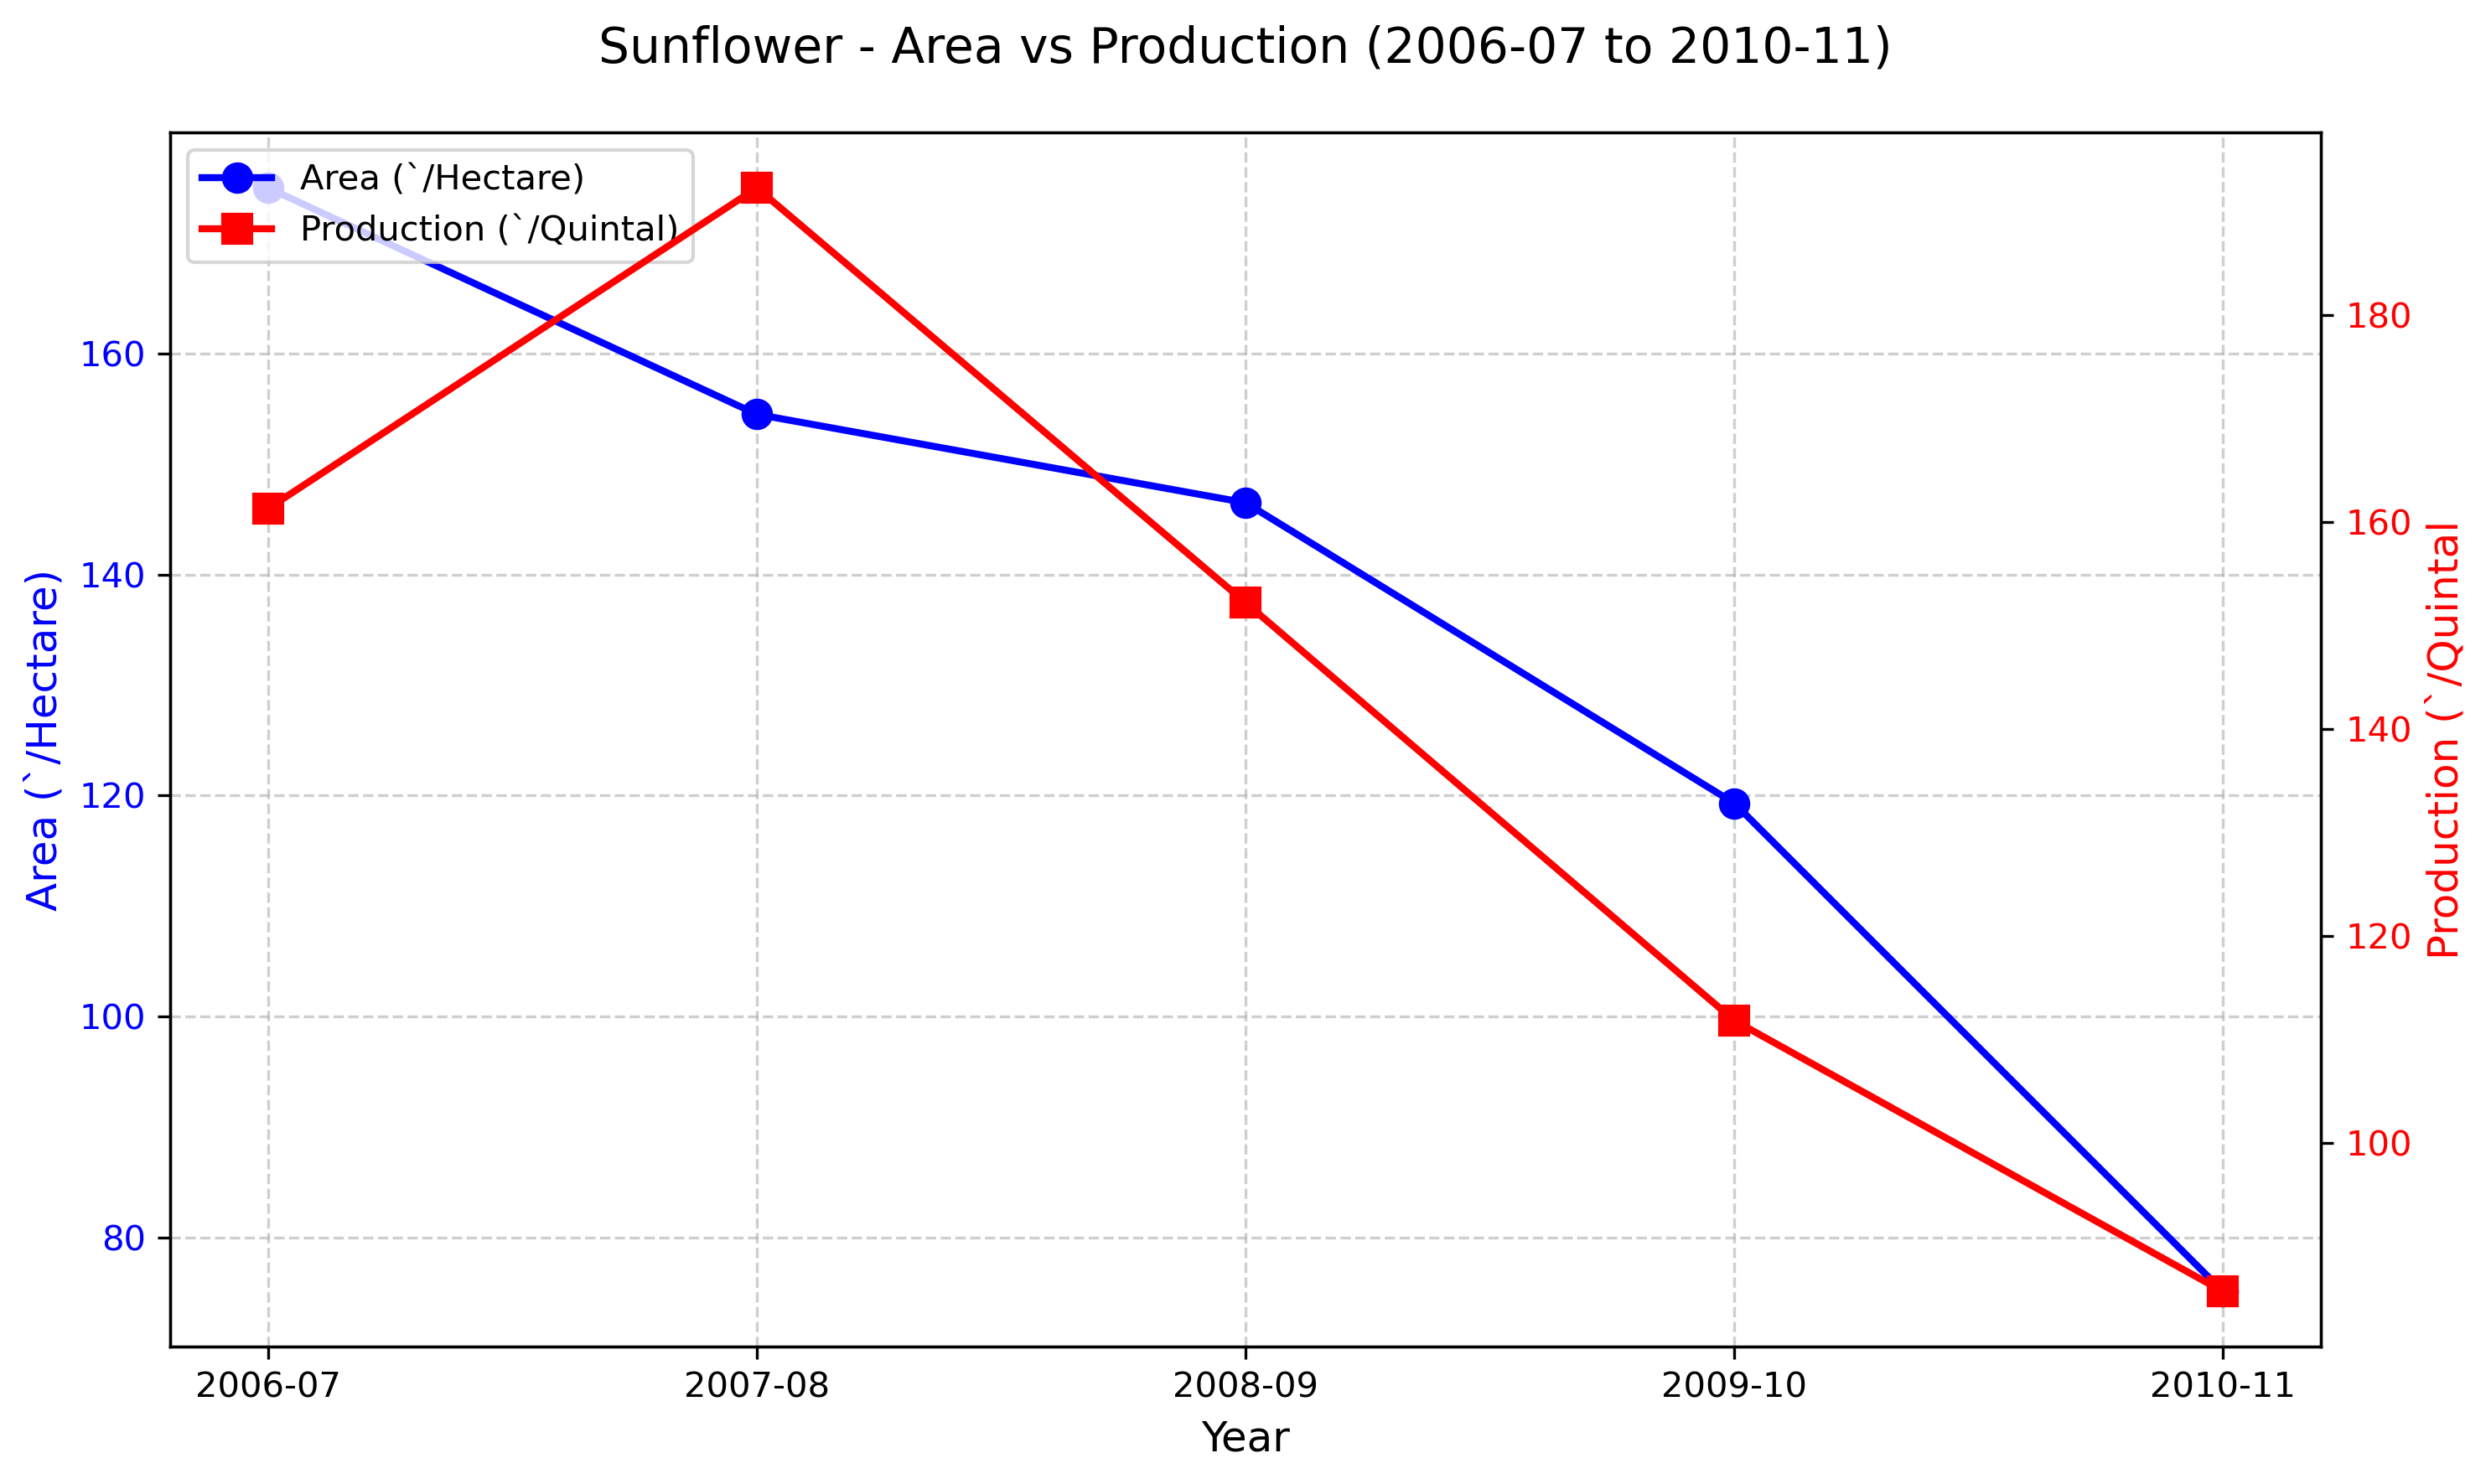 Sunflower - Area vs Production (2006-07 to 2010-11)
Area (`/Hectare)
Production (`/Quintal)
160
140
120
100
80
Area (`/Hectare)
180
160
140
120
100
Production (`/Quintal
2006-07
2007-08
2008-09
2009-10
2010-11
Year